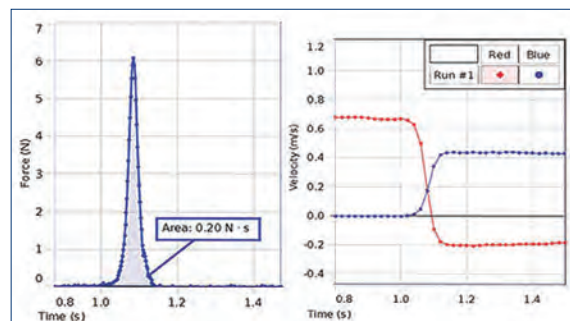 7
6
5
4
3
2
1
0
Force (N)
Area: 0.20 N · s
0.8 1.0 1.2 1.4
Time (s)
1.2
1.0
0.8
0.6
0.4
0.2
0.0
-0.2
-0.4
Velocity (m/s)
Red Blue
Run #1
0.8 1.0 1.2 1.4
Time (s)